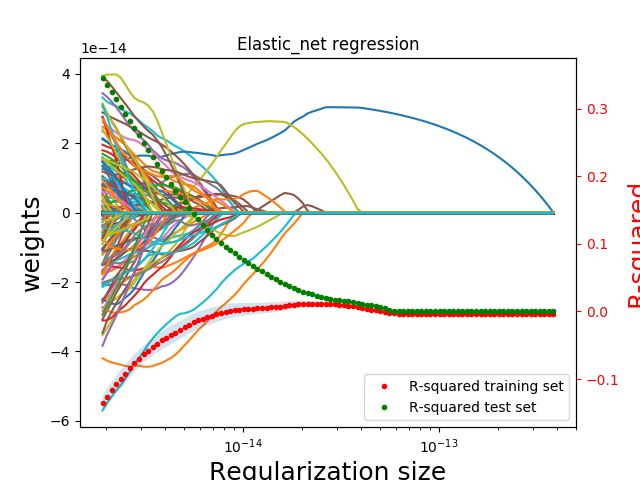 Elastic_net regression
1e−14
4
2
0
−2
−4
−6
weights
0.3
0.2
0.1
0.0
−0.1
R-squared
10−14
10−13
Regularization size
R-squared training set
R-squared test set